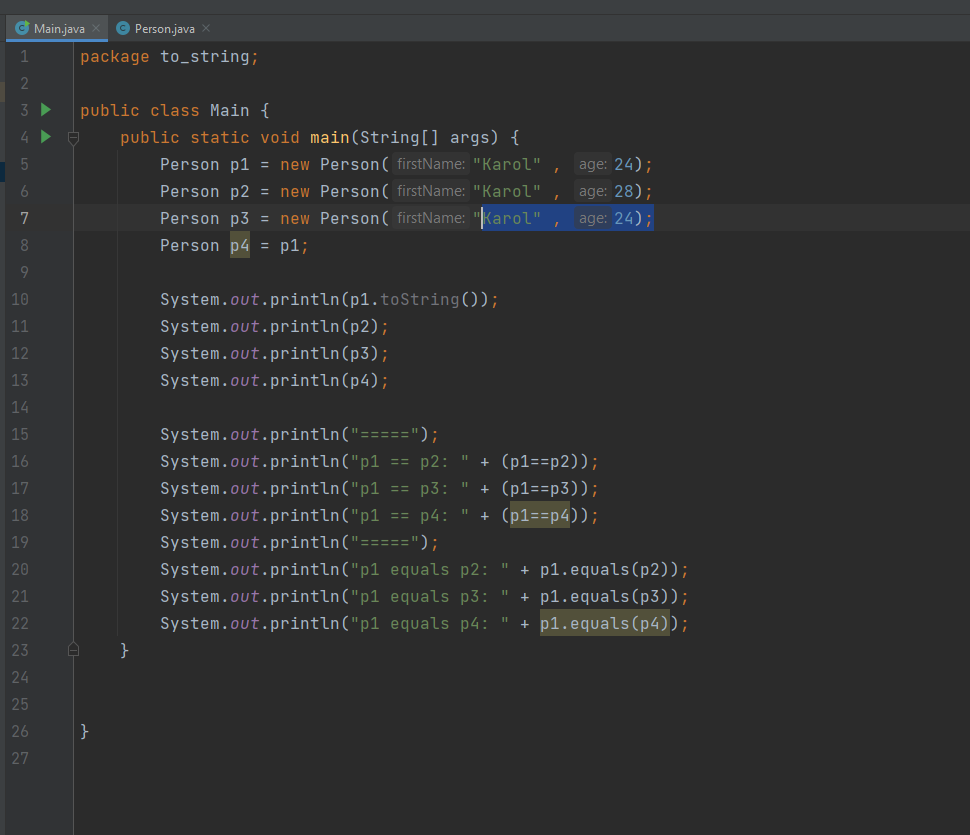 Main.java Person.java
1 package to_string;
2
3 public class Main {
4 public static void main(String[] args) {
5 Person p1 = new Person( firstName: "Karol" , age: 24);
6 Person p2 = new Person( firstName: "Karol" , age: 28);
7 Person p3 = new Person( firstName: "Karol" , age: 24);
8 Person p4 = p1;
9
10 System.out.println(p1.toString());
11 System.out.println(p2);
12 System.out.println(p3);
13 System.out.println(p4);
14
15 System.out.println("=====");
16 System.out.println("p1 == p2: " + (p1==p2));
17 System.out.println("p1 == p3: " + (p1==p3));
18 System.out.println("p1 == p4: " + (p1==p4));
19 System.out.println("=====");
20 System.out.println("p1 equals p2: " + p1.equals(p2));
21 System.out.println("p1 equals p3: " + p1.equals(p3));
22 System.out.println("p1 equals p4: " + p1.equals(p4));
23 }
24
25
26 }
27